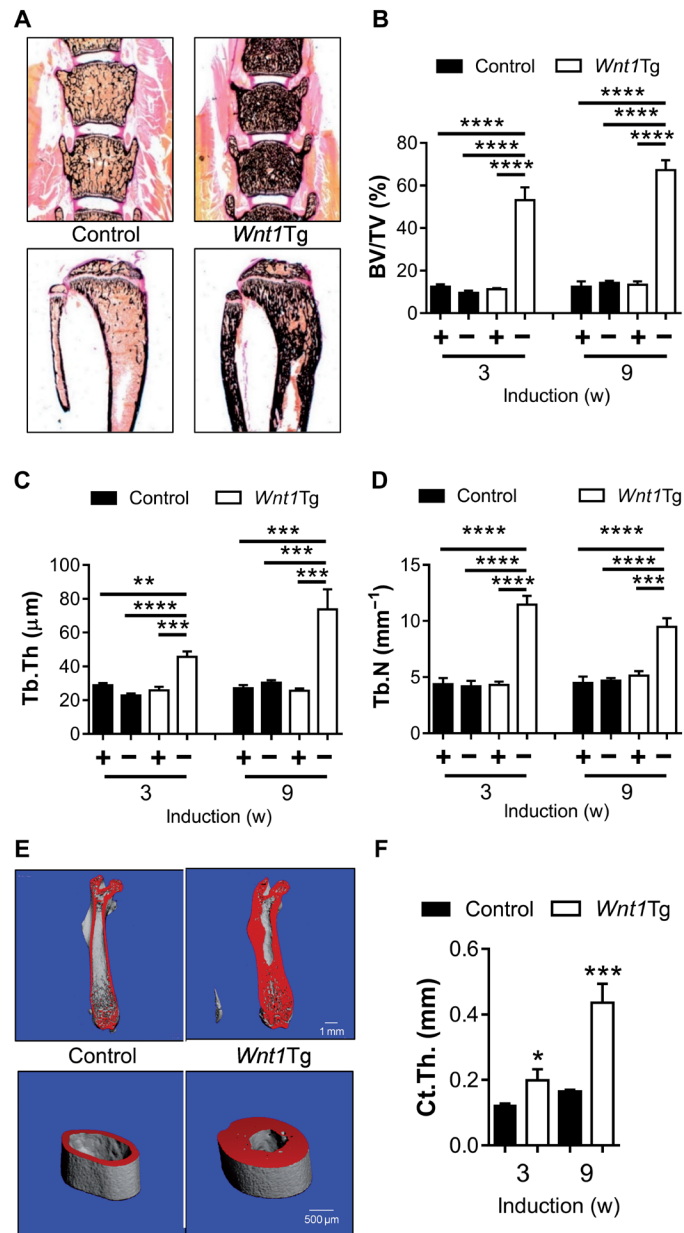 A
Control
Wnt1Tg
B
Control Wnt1Tg
****
****
****
****
****
****
BV/TV (%)
80
60
40
20
0
+ − + − + − + −
3 9
Induction (w)
C
Control Wnt1Tg
**
****
***
***
***
***
Tb.Th (μm)
100
80
60
40
20
0
+ − + − + − + −
3 9
Induction (w)
D
Control Wnt1Tg
****
****
****
****
****
***
Tb.N (mm⁻¹)
15
10
5
0
+ − + − + − + −
3 9
Induction (w)
E
1 mm
Control
Wnt1Tg
500 μm
F
Control Wnt1Tg
*
***
Ct.Th. (mm)
0.6
0.4
0.2
0.0
3 9
Induction (w)